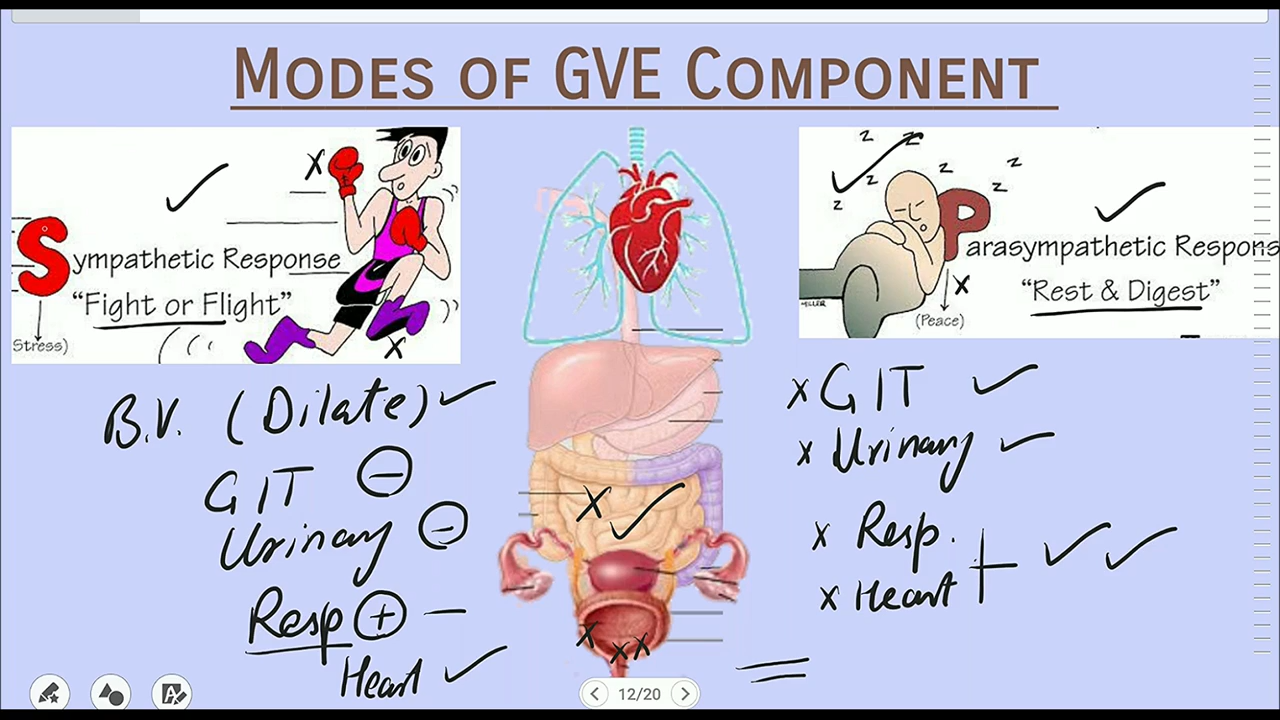 MODES OF GVE COMPONENT
Sympathetic Response
"Fight or Flight"
Stress)
z z z z z z z
Parasympathetic Respons
"Rest & Digest"
(Peace)
B.V. (Dilate) ✓
GIT ⊖
Urinary ⊖
Resp ⊕ –
Heart ✓
x GIT ✓
x Urinary ✓
x Resp.
x Heart + ✓ ✓
12/20